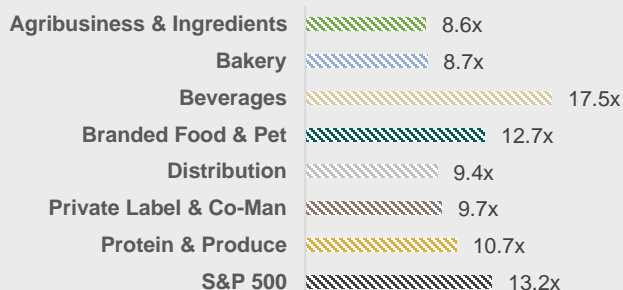 Agribusiness & Ingredients 8.6x
Bakery 8.7x
Beverages 17.5x
Branded Food & Pet 12.7x
Distribution 9.4x
Private Label & Co-Man 9.7x
Protein & Produce 10.7x
S&P 500 13.2x